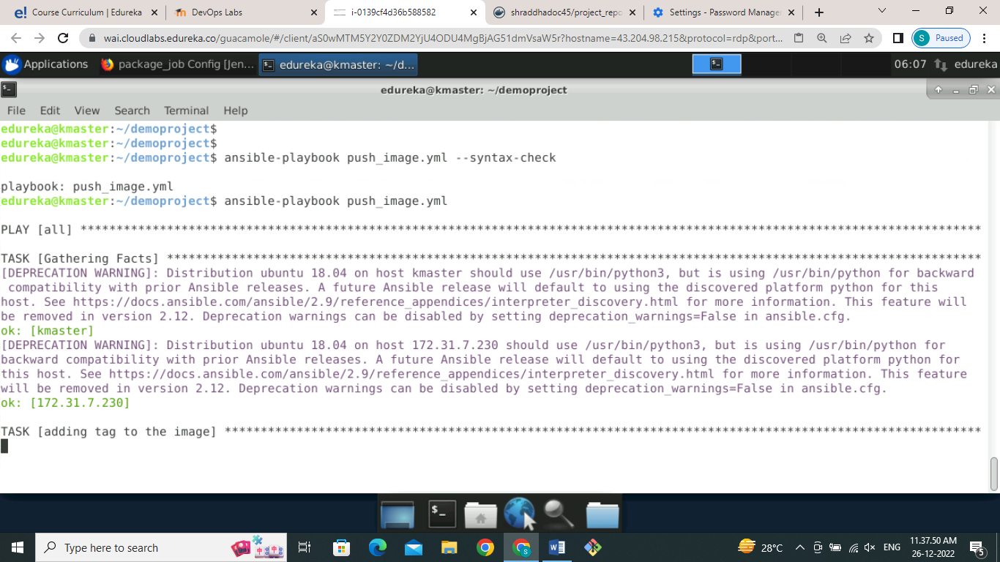 Course Curriculum | Edureka
DevOps Labs
i-0139cf4d36b588582
shraddhadoc45/project_repo
Settings - Password Manager
wai.cloudlabs.edureka.co/guacamole/#/client/aS0wMTM5Y2Y0ZDM2YjU4ODU4MgBjAG51dmVsaW5r?hostname=43.204.98.215&protocol=rdp&port...
S Paused
Applications
package_job Config [Jen...
edureka@kmaster: ~/d...
06:07
edureka
edureka@kmaster: ~/demoproject
File Edit View Search Terminal Help
edureka@kmaster:~/demoproject$
edureka@kmaster:~/demoproject$
edureka@kmaster:~/demoproject$ ansible-playbook push_image.yml --syntax-check
playbook: push_image.yml
edureka@kmaster:~/demoproject$ ansible-playbook push_image.yml
PLAY [all] *****************************************************************************************************************************
TASK [Gathering Facts] *****************************************************************************************************************
[DEPRECATION WARNING]: Distribution ubuntu 18.04 on host kmaster should use /usr/bin/python3, but is using /usr/bin/python for backward
compatibility with prior Ansible releases. A future Ansible release will default to using the discovered platform python for this
host. See https://docs.ansible.com/ansible/2.9/reference_appendices/interpreter_discovery.html for more information. This feature will
be removed in version 2.12. Deprecation warnings can be disabled by setting deprecation_warnings=False in ansible.cfg.
ok: [kmaster]
[DEPRECATION WARNING]: Distribution ubuntu 18.04 on host 172.31.7.230 should use /usr/bin/python3, but is using /usr/bin/python for
backward compatibility with prior Ansible releases. A future Ansible release will default to using the discovered platform python for
this host. See https://docs.ansible.com/ansible/2.9/reference_appendices/interpreter_discovery.html for more information. This feature
will be removed in version 2.12. Deprecation warnings can be disabled by setting deprecation_warnings=False in ansible.cfg.
ok: [172.31.7.230]
TASK [adding tag to the image] *********************************************************************************************************
Type here to search
28°C
ENG
11.37.50 AM
26-12-2022
5